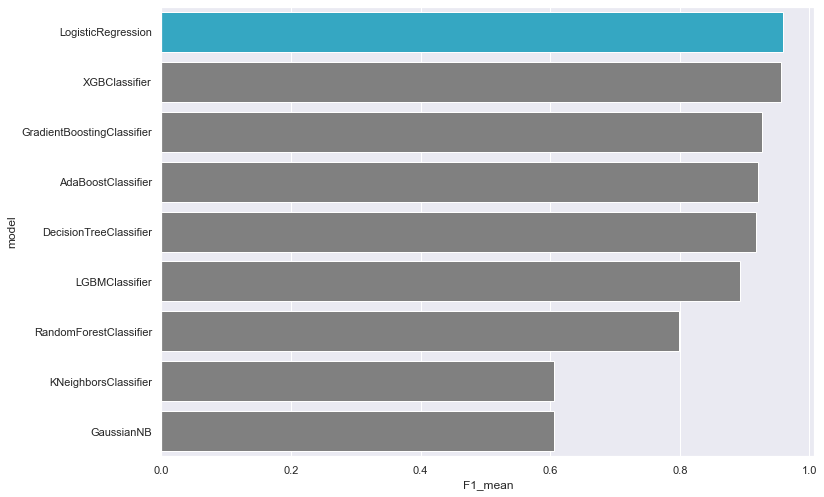 LogisticRegression
XGBClassifier
GradientBoostingClassifier
AdaBoostClassifier
DecisionTreeClassifier
LGBMClassifier
RandomForestClassifier
KNeighborsClassifier
GaussianNB
model
0.0 0.2 0.4 0.6 0.8 1.0
F1_mean